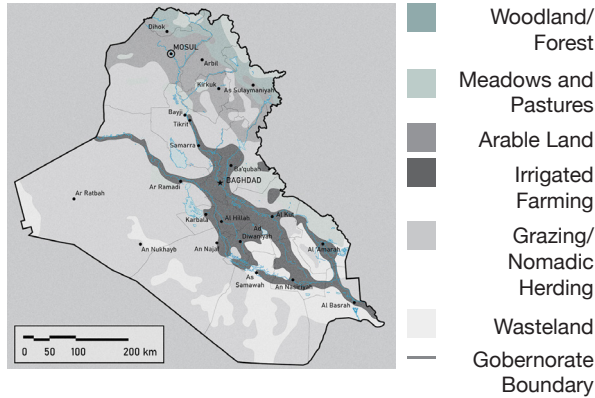 Dihok
MOSUL
Arbil
Kirkuk
As Sulaymaniyah
Bayji
Tikrit
Samarra
Ba'qubah
BAGHDAD
Ar Ramadi
Ar Ratbah
Karbala
Al Hillah
Al Kut
Ad
Diwaniyah
Al 'Amarah
An Nukhayb
An Najaf
As
Samawah
An Nasiriyah
Al Basrah
0 50 100 200 km
Woodland/
Forest
Meadows and
Pastures
Arable Land
Irrigated
Farming
Grazing/
Nomadic
Herding
Wasteland
Gobernorate
Boundary